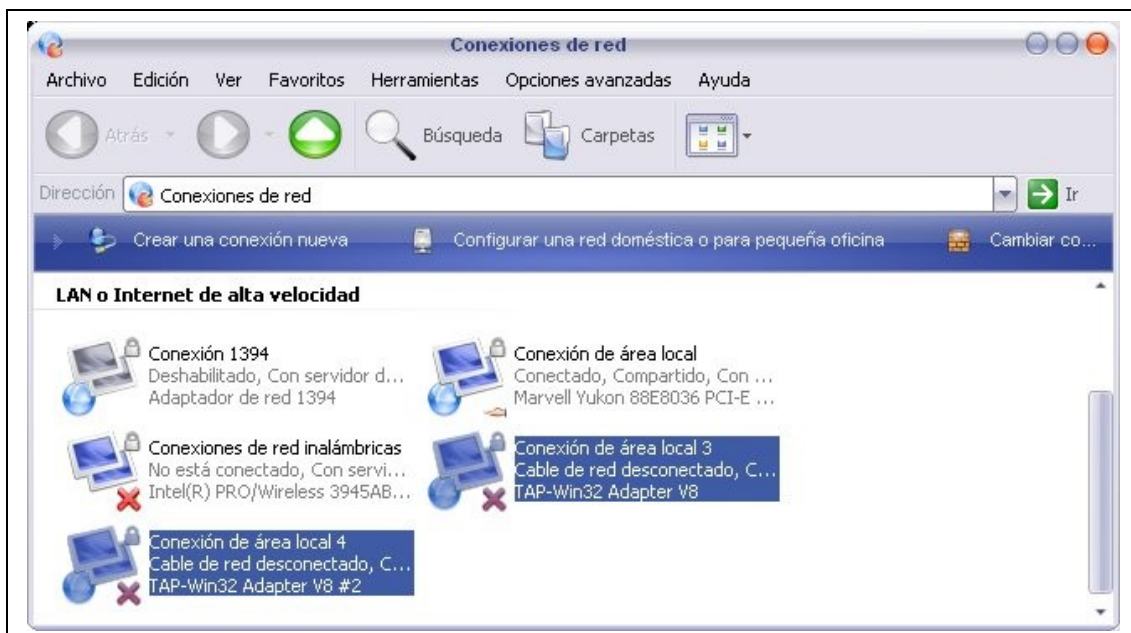 Conexiones de red
Archivo Edición Ver Favoritos Herramientas Opciones avanzadas Ayuda
Atrás Búsqueda Carpetas
Dirección Conexiones de red Ir
Crear una conexión nueva Configurar una red doméstica o para pequeña oficina Cambiar co...
LAN o Internet de alta velocidad
Conexión 1394
Deshabilitado, Con servidor d...
Adaptador de red 1394
Conexión de área local
Conectado, Compartido, Con ...
Marvell Yukon 88E8036 PCI-E ...
Conexiones de red inalámbricas
No está conectado, Con servi...
Intel(R) PRO/Wireless 3945AB...
Conexión de área local 3
Cable de red desconectado, C...
TAP-Win32 Adapter V8
Conexión de área local 4
Cable de red desconectado, C...
TAP-Win32 Adapter V8 #2